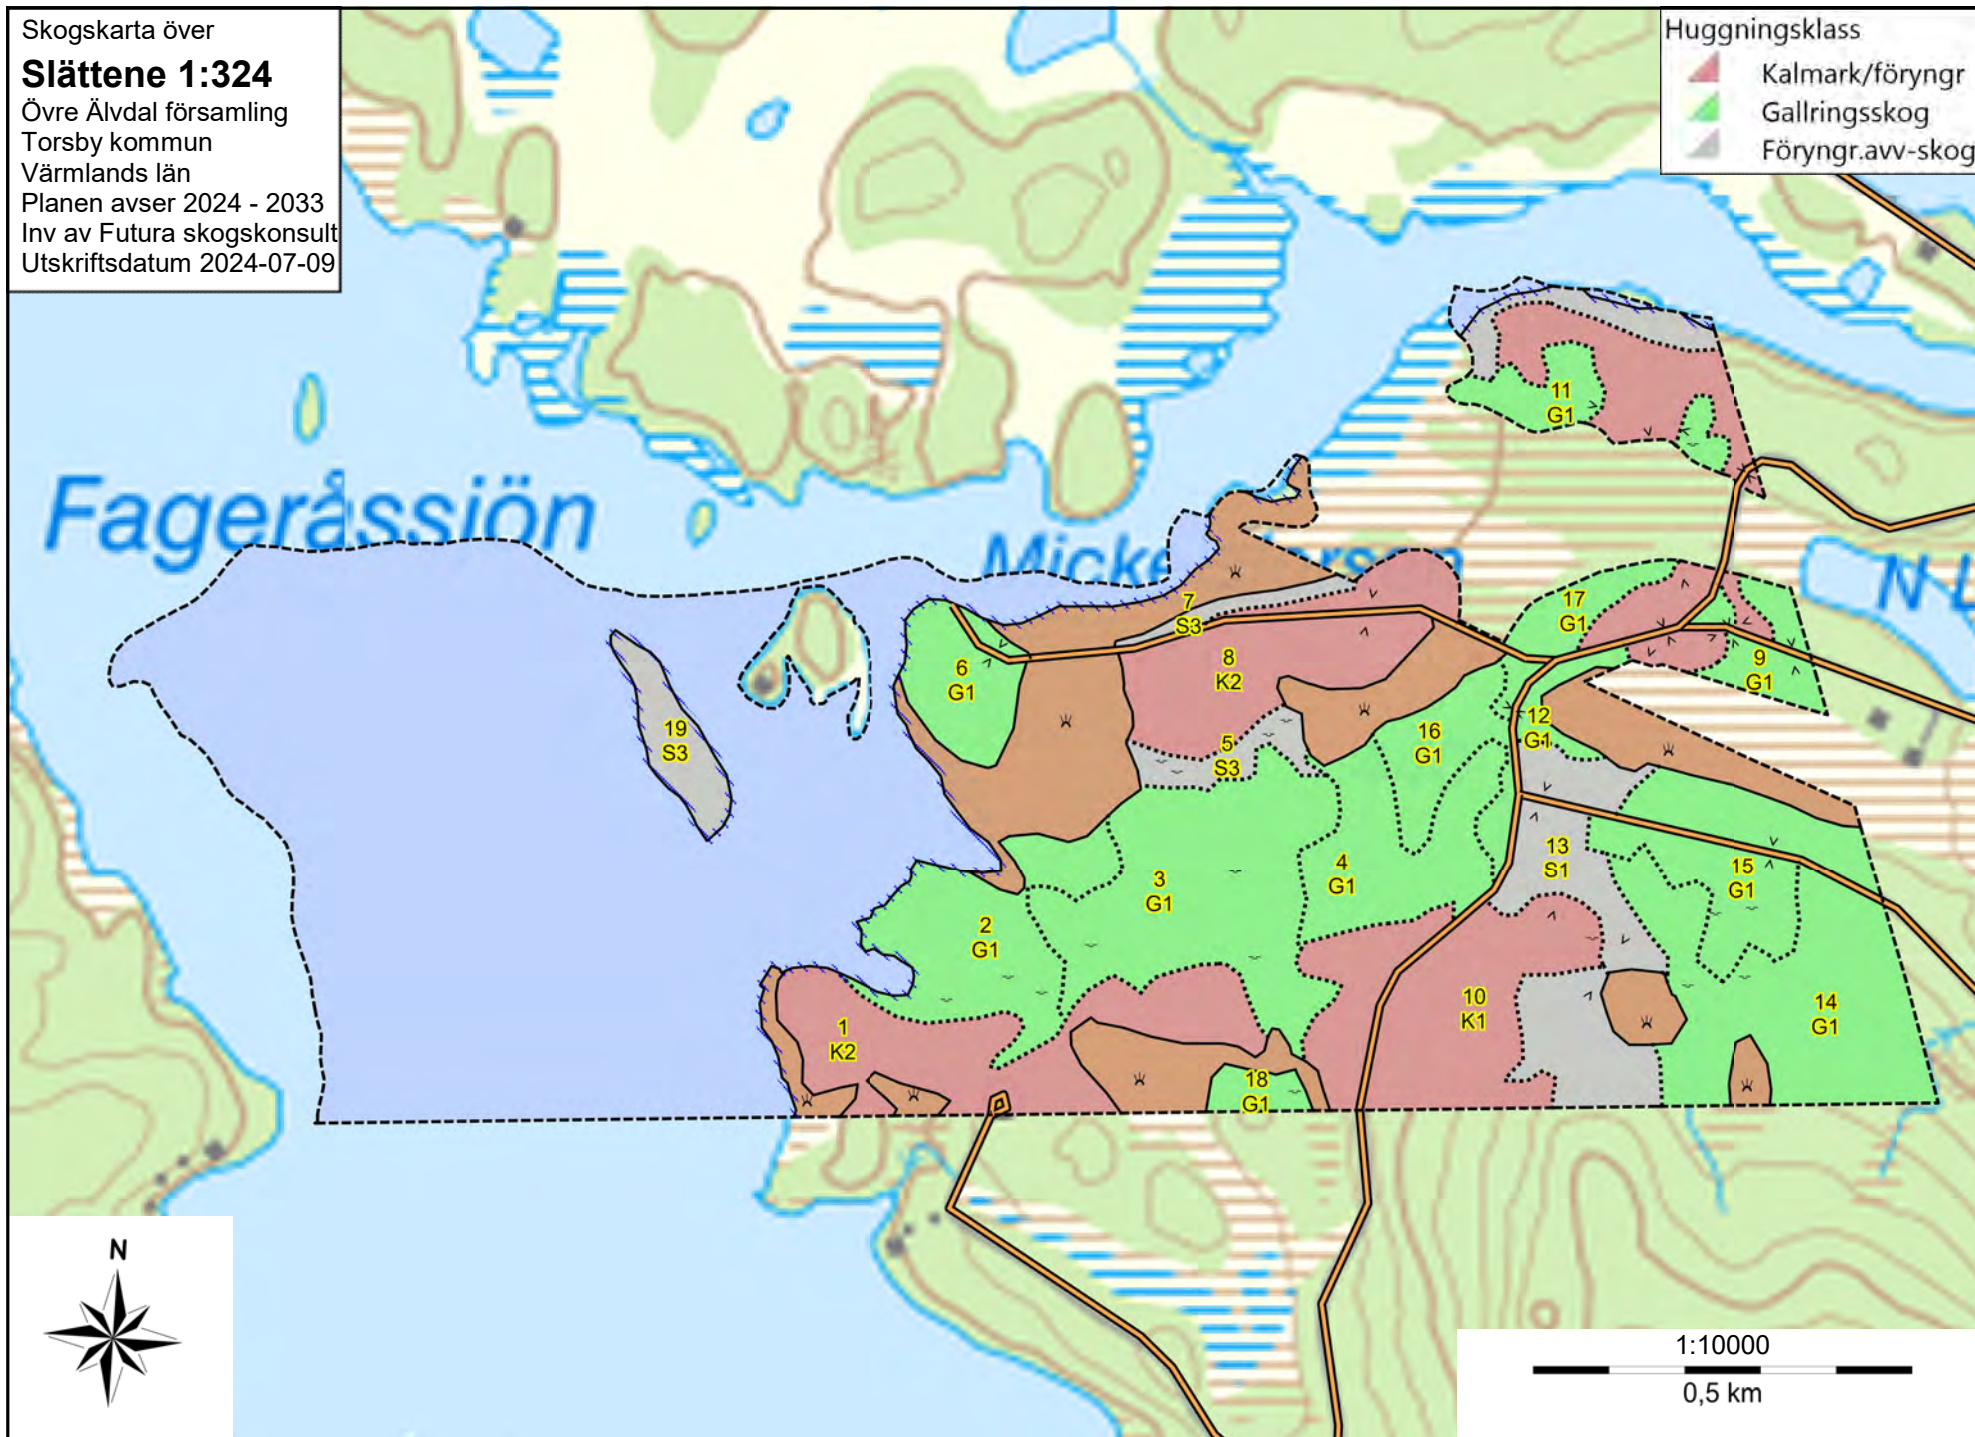 Skogskarta över
Slättene 1:324
Övre Älvdal församling
Torsby kommun
Värmlands län
Planen avser 2024 - 2033
Inv av Futura skogskonsult
Utskriftsdatum 2024-07-09
Huggningsklass
Kalmark/föryngr
Gallringsskog
Föryngr.avv-skog
Fageråssjön
11
G1
7
S3
17
G1
6
G1
8
K2
9
G1
19
S3
5
S3
16
G1
12
G1
3
G1
4
G1
13
S1
15
G1
2
G1
1
K2
10
K1
14
G1
18
G1
N
1:10000
0,5 km